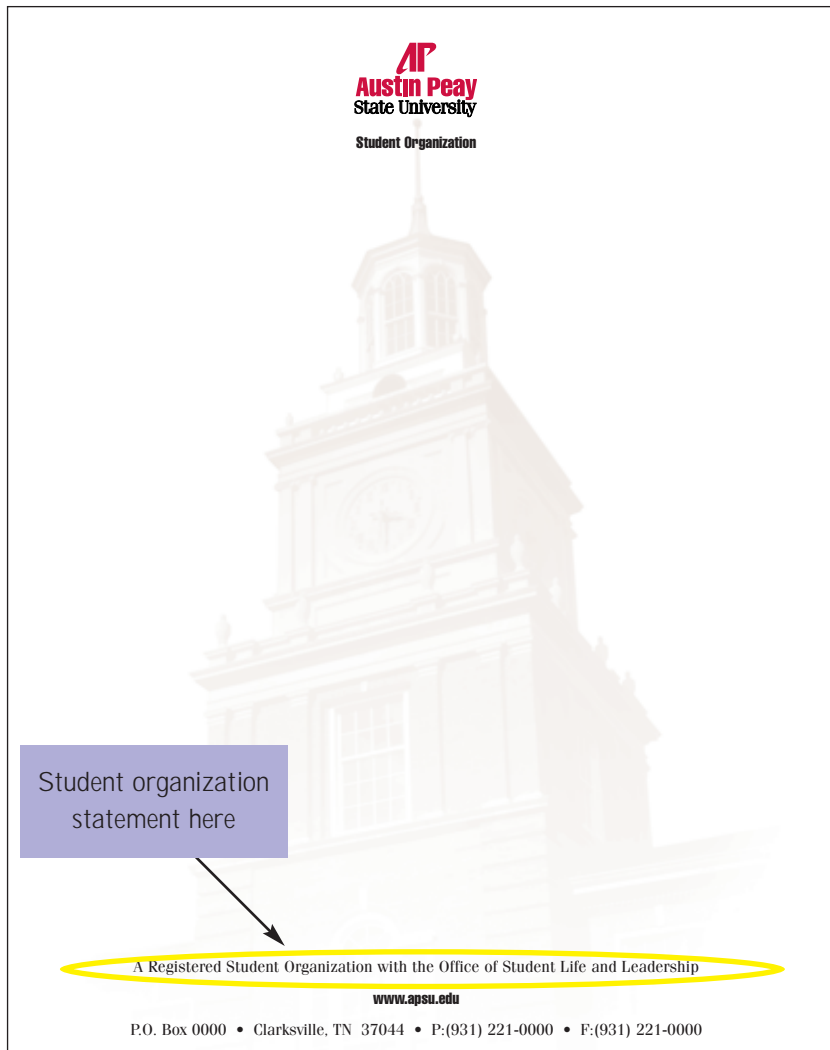 AP
Austin Peay
State University
Student Organization
Student organization
statement here
A Registered Student Organization with the Office of Student Life and Leadership
www.apsu.edu
P.O. Box 0000 • Clarksville, TN 37044 • P:(931) 221-0000 • F:(931) 221-0000